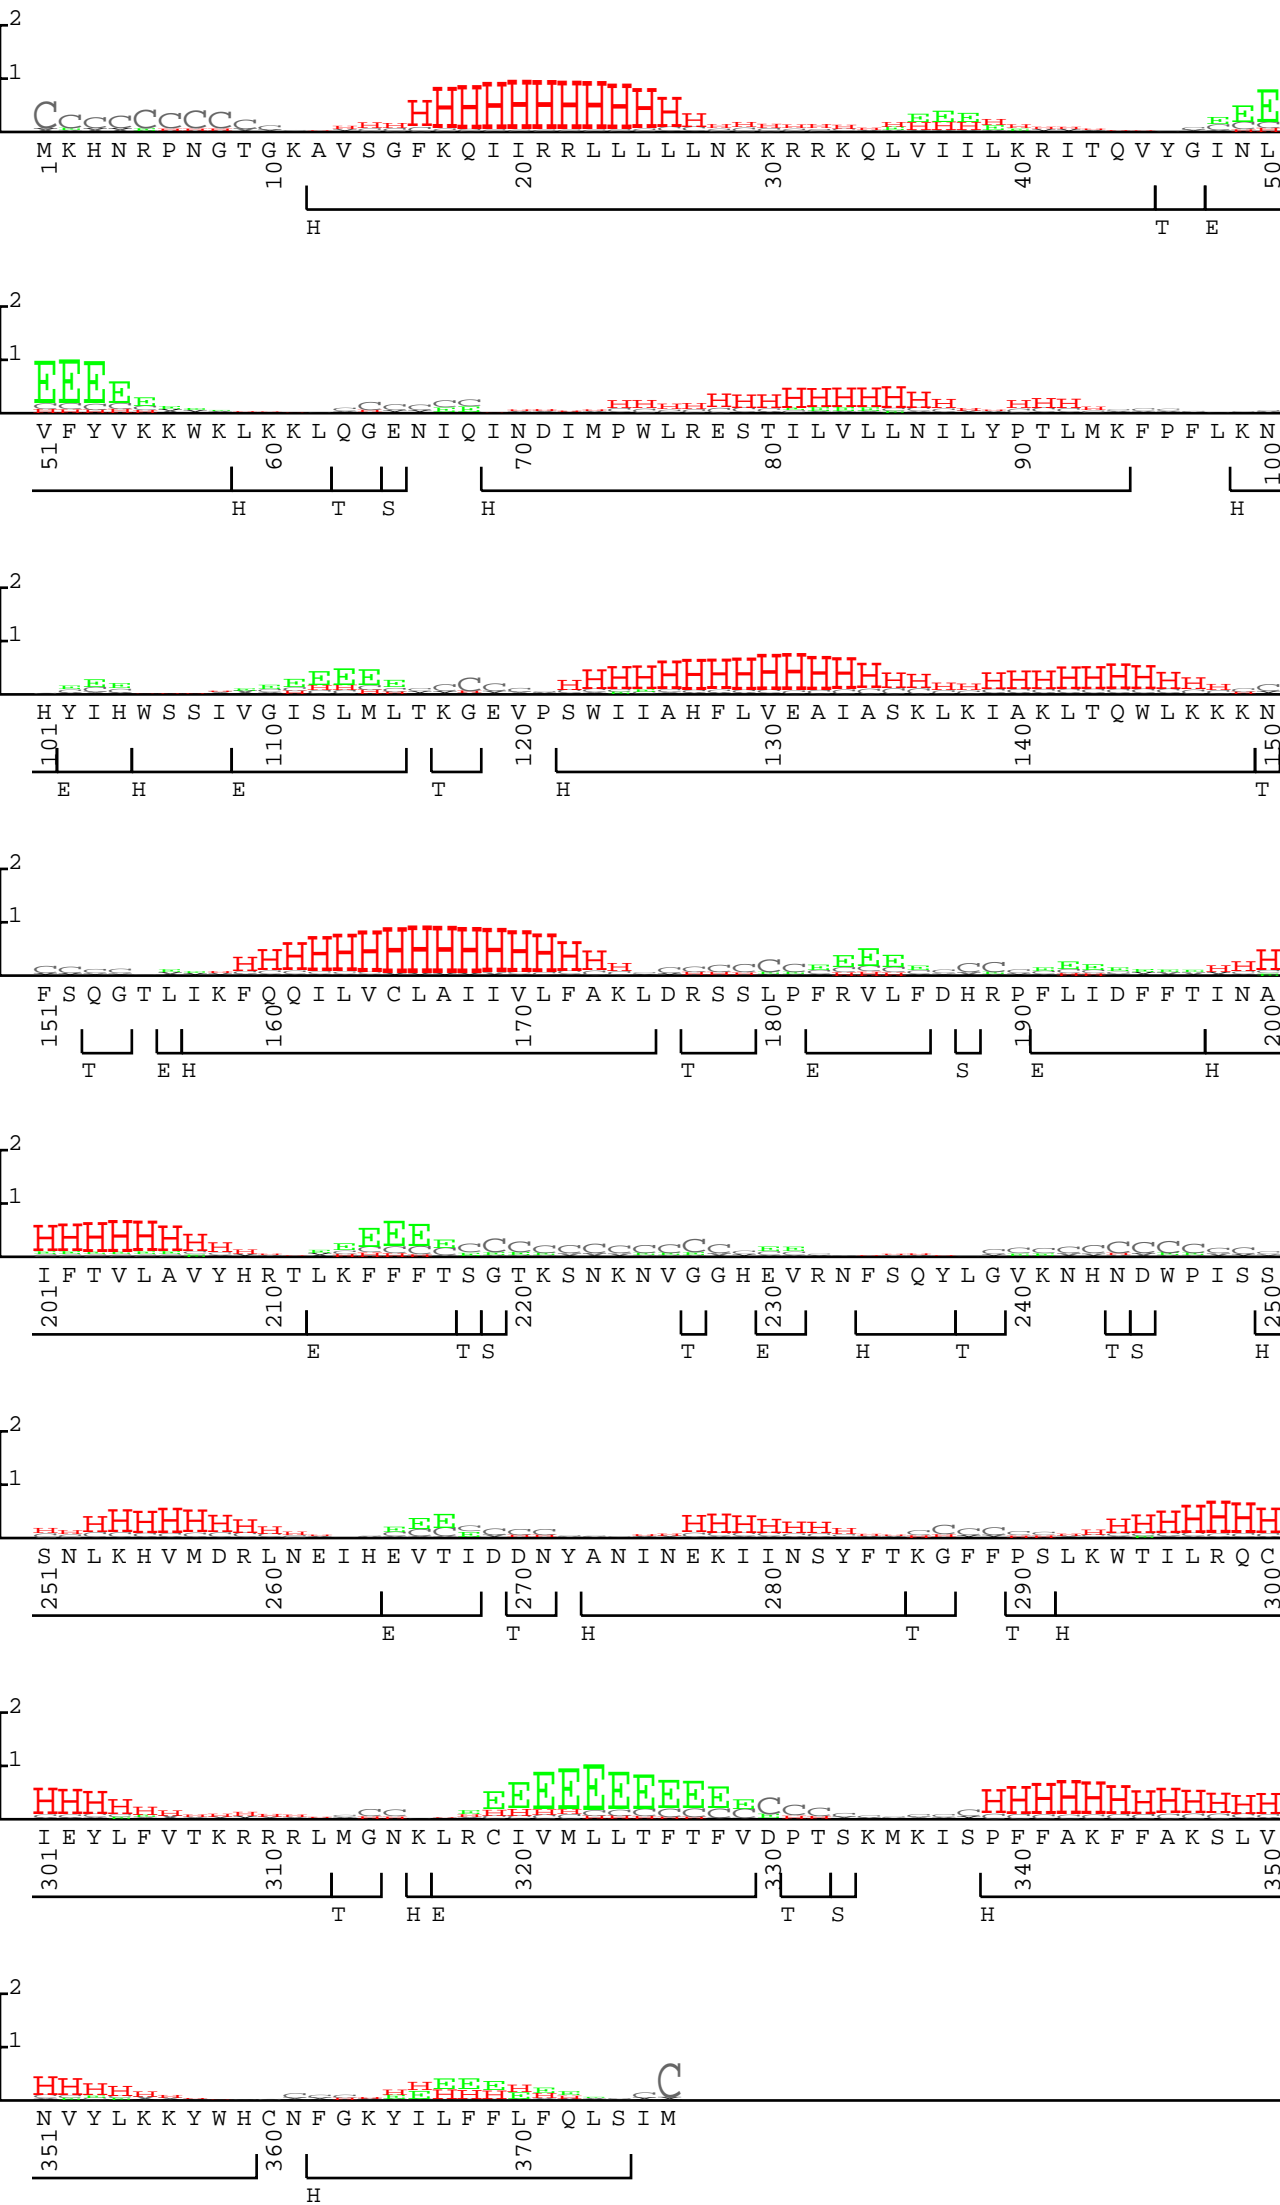 2
1
M K H N R P N G T G K A V S G F K Q I I R R L L L L L N K K R R K Q L V I I L K R I T Q V Y G I N L
1 10 20 30 40 50
H T E
2
1
V F Y V K K W K L K K L Q G E N I Q I N D I M P W L R E S T I L V L L N I L Y P T L M K F P F L K N
51 60 70 80 90 100
H T S H H
2
1
H Y I H W S S I V G I S L M L T K G E V P S W I I A H F L V E A I A S K L K I A K L T Q W L K K K N
101 110 120 130 140 150
E H E T H T
2
1
F S Q G T L I K F Q Q I L V C L A I I V L F A K L D R S S L P F R V L F D H R P F L I D F F T I N A
151 160 170 180 190 200
T E H T E S E H
2
1
I F T V L A V Y H R T L K F F F T S G T K S N K N V G G H E V R N F S Q Y L G V K N H N D W P I S S
201 210 220 230 240 250
E T S T E H T T S H
2
1
S N L K H V M D R L N E I H E V T I D D N Y A N I N E K I I N S Y F T K G F F P S L K W T I L R Q C
251 260 270 280 290 300
E T H T T H
2
1
I E Y L F V T K R R R L M G N K L R C I V M L L T F T F V D P T S K M K I S P F F A K F F A K S L V
301 310 320 330 340 350
T H E T S H
2
1
N V Y L K K Y W H C N F G K Y I L F F L F Q L S I M
351 360 370
H